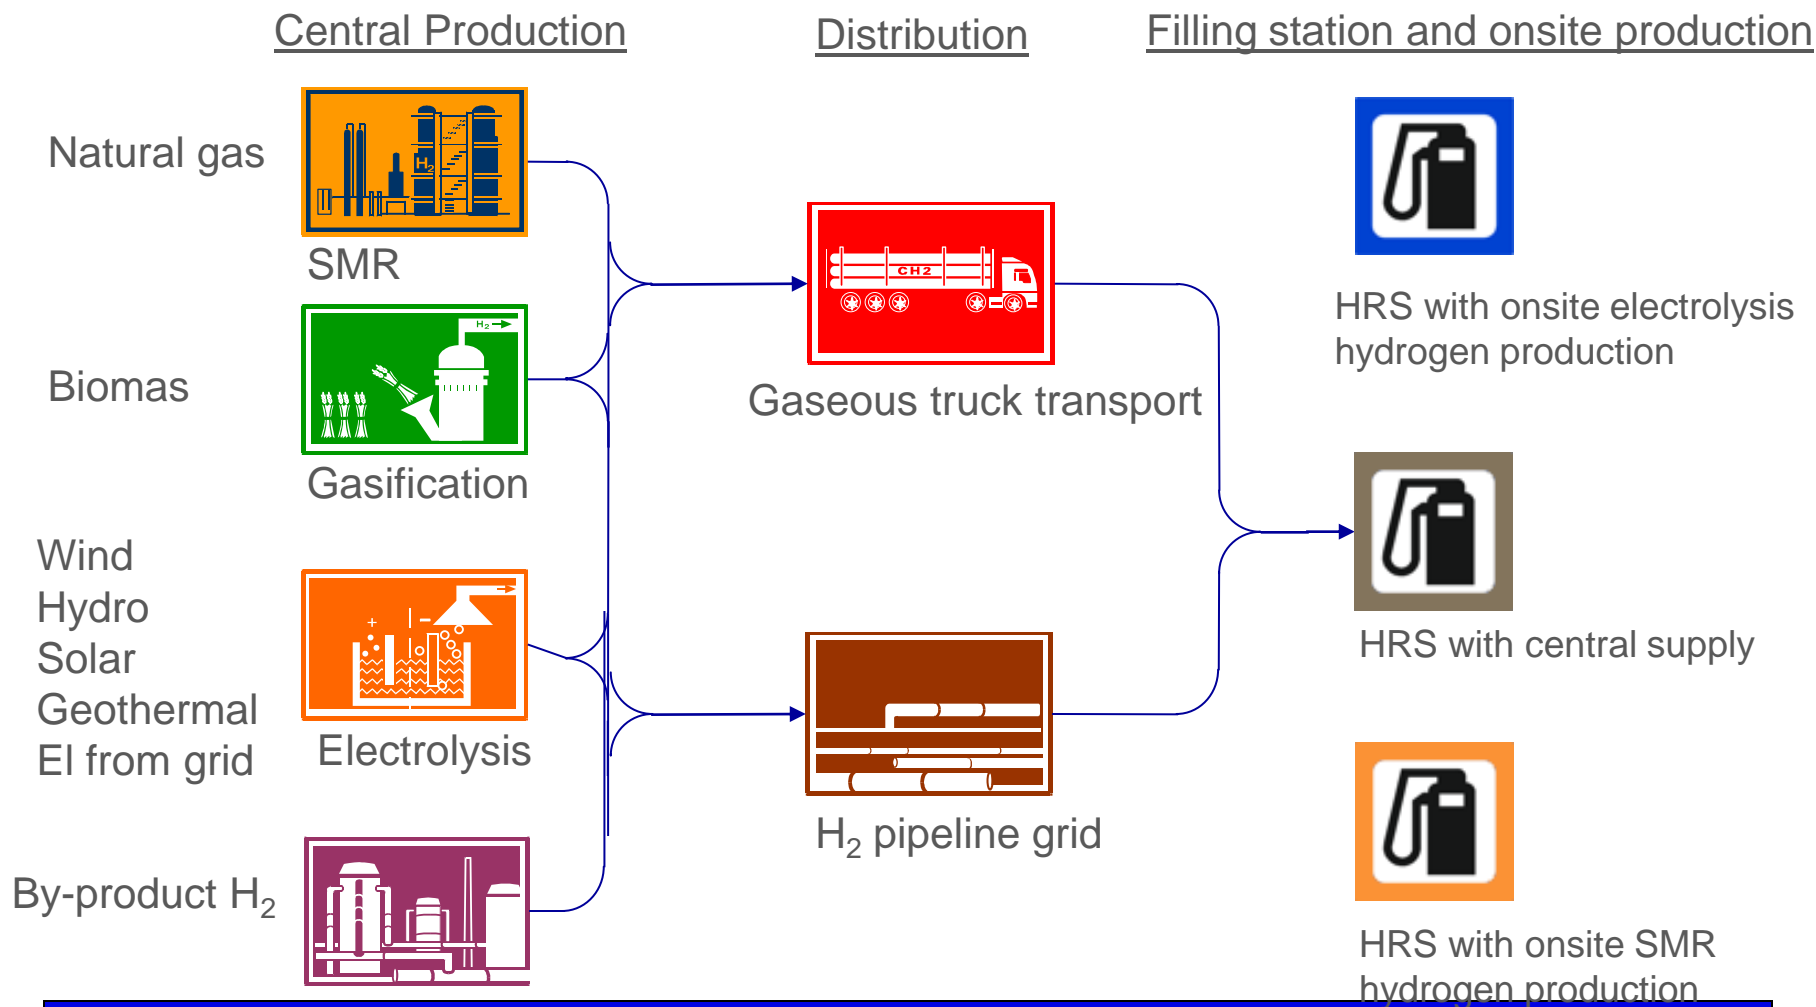 Central Production
Distribution
Filling station and onsite production
Natural gas
H2
SMR
Biomas
H2
Gasification
Wind
Hydro
Solar
Geothermal
El from grid
+ -
Electrolysis
By-product H2
CH2
Gaseous truck transport
H2 pipeline grid
HRS with onsite electrolysis
hydrogen production
HRS with central supply
HRS with onsite SMR
hydrogen production